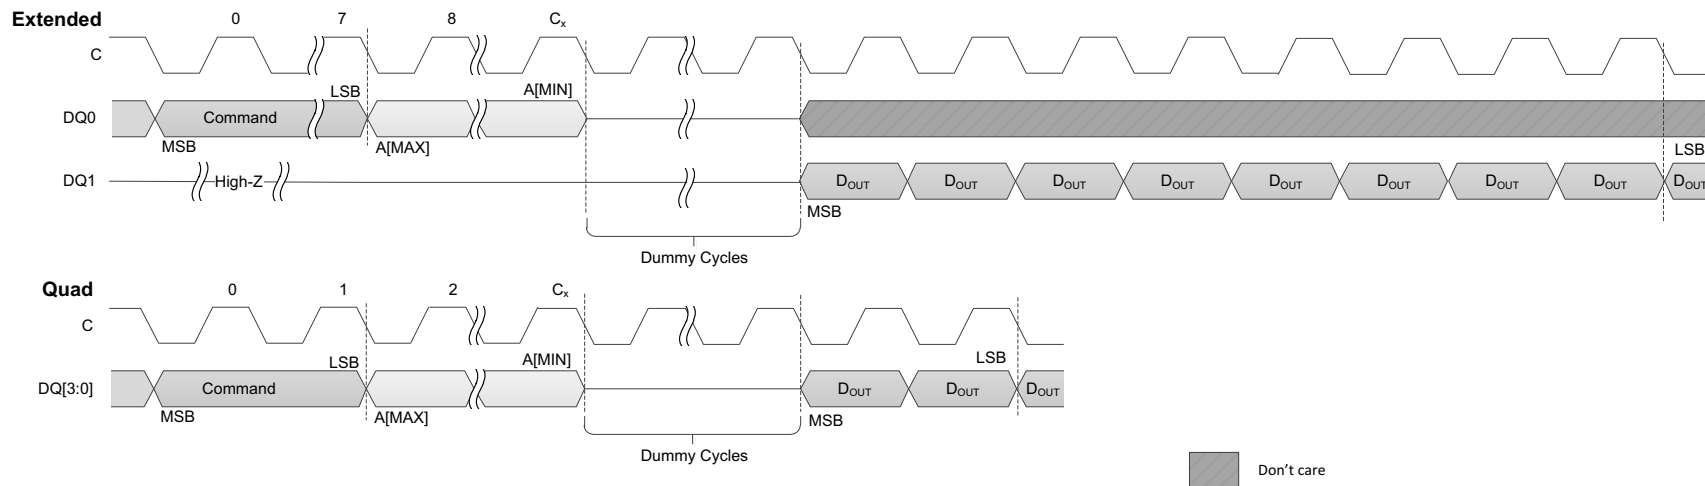 Extended 0 7 8 Cx
C
LSB A[MIN]
DQ0 Command
MSB A[MAX]
LSB
DQ1 High-Z DOUT DOUT DOUT DOUT DOUT DOUT DOUT DOUT DOUT
MSB
Dummy Cycles
Quad 0 1 2 Cx
C
LSB A[MIN] LSB
DQ[3:0] Command DOUT DOUT DOUT
MSB A[MAX] MSB
Dummy Cycles
Don't care